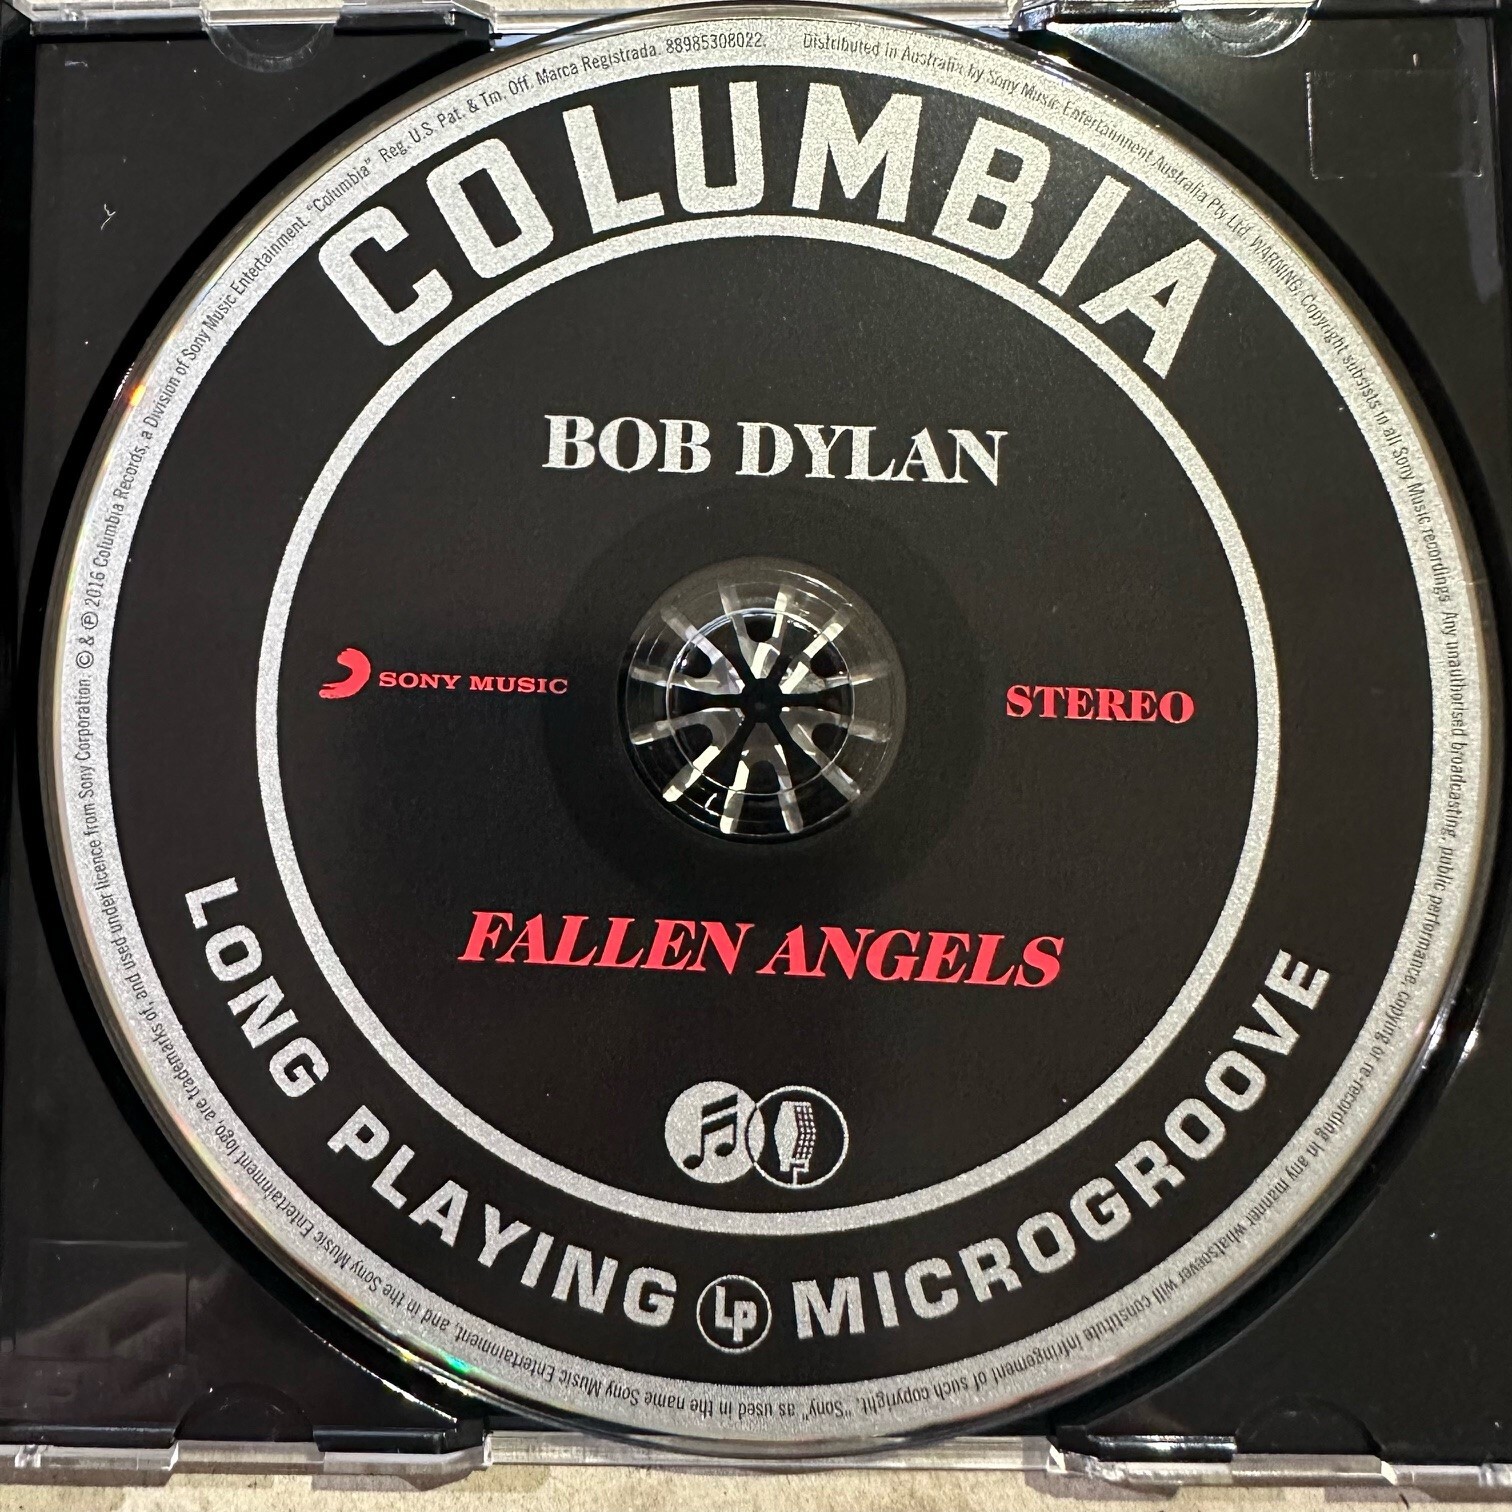 © & ℗ 2016 Columbia Records, a Division of Sony Music Entertainment. "Columbia" Reg. U.S. Pat. & Tm. Off. Marca Registrada. 88985308022. Distributed in Australia by Sony Music Entertainment Australia Pty Ltd. WARNING: Copyright subsists in all Sony Music recordings. Any unauthorised broadcasting, public performance, copying or re-recording in any manner whatsoever will constitute infringement of such copyright. "Sony" as used in the name Sony Music Entertainment, and in the Sony Music Entertainment logo, are trademarks of, and used under licence from Sony Corporation.
COLUMBIA
BOB DYLAN
SONY MUSIC
STEREO
FALLEN ANGELS
LONG PLAYING Lp MICROGROOVE